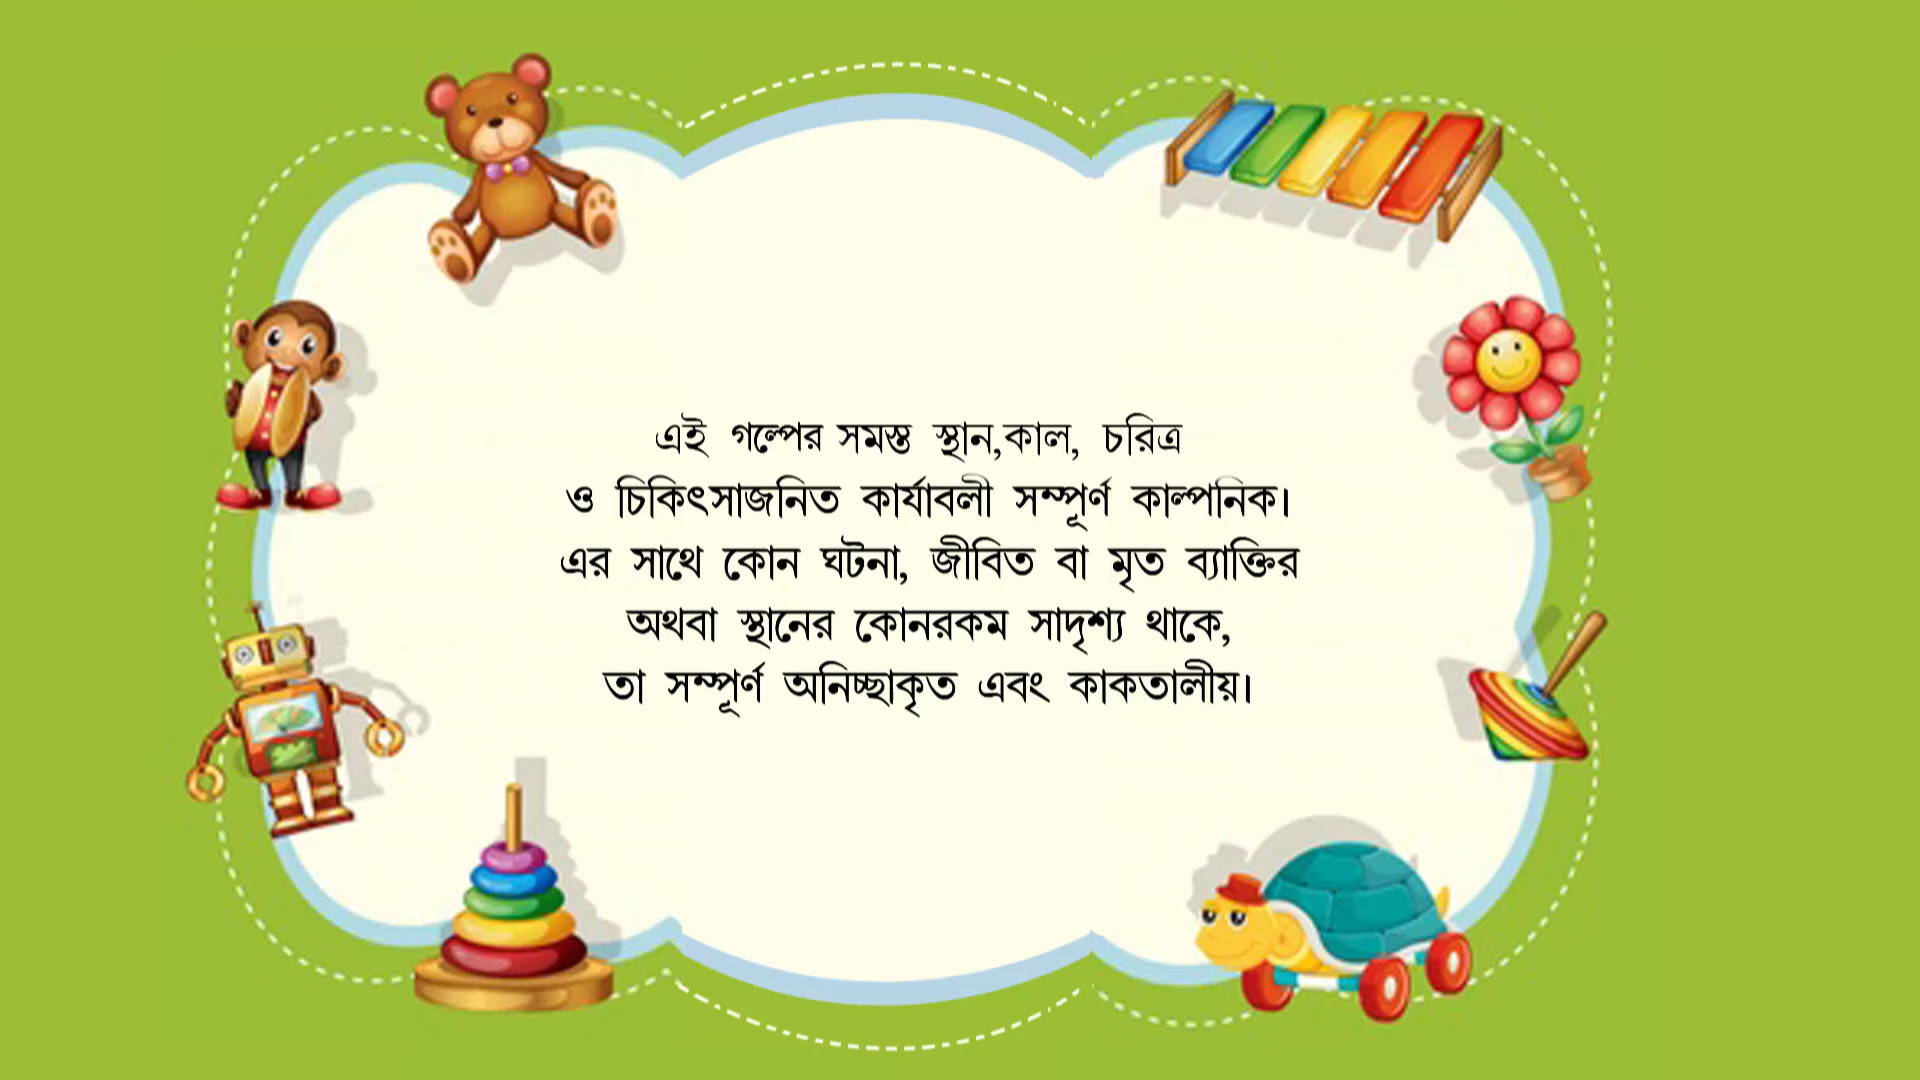 এই গল্পের সমস্ত স্থান,কাল, চরিত্র
ও চিকিৎসাজনিত কার্যাবলী সম্পূর্ণ কাল্পনিক।
এর সাথে কোন ঘটনা, জীবিত বা মৃত ব্যাক্তির
অথবা স্থানের কোনরকম সাদৃশ্য থাকে,
তা সম্পূর্ণ অনিচ্ছাকৃত এবং কাকতালীয়।